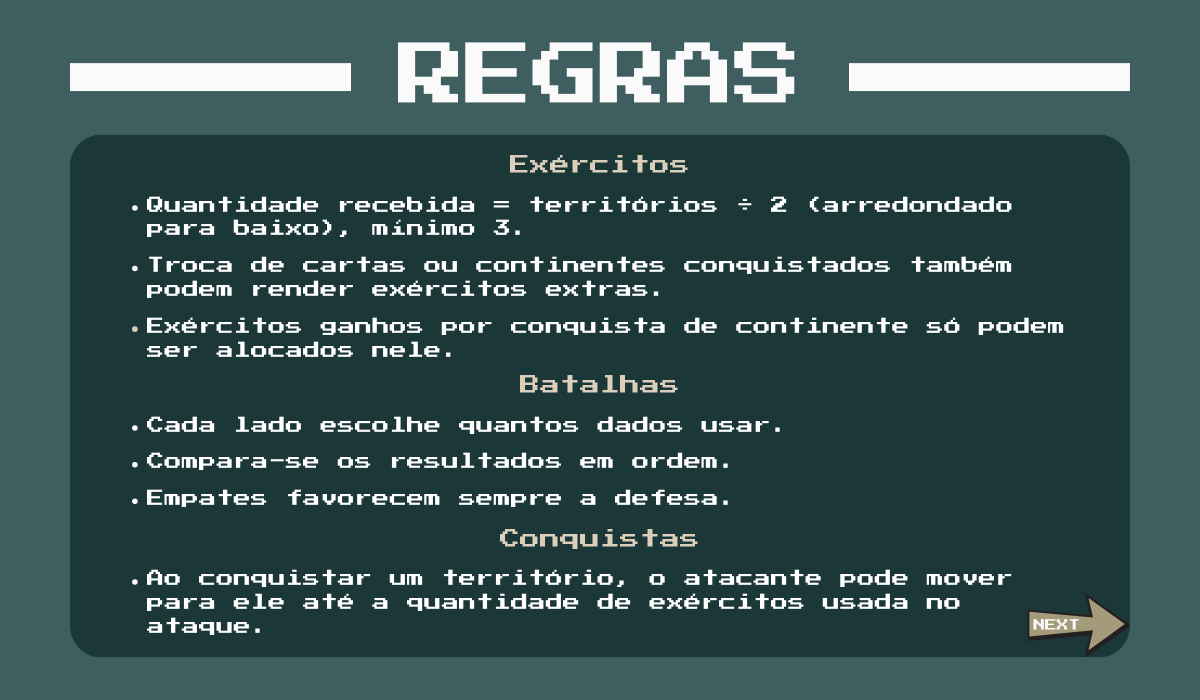 REGRAS
Exércitos
• Quantidade recebida = territórios ÷ 2 (arredondado
para baixo), mínimo 3.
• Troca de cartas ou continentes conquistados também
podem render exércitos extras.
• Exércitos ganhos por conquista de continente só podem
ser alocados nele.
Batalhas
• Cada lado escolhe quantos dados usar.
• Compara-se os resultados em ordem.
• Empates favorecem sempre a defesa.
Conquistas
• Ao conquistar um território, o atacante pode mover
para ele até a quantidade de exércitos usada no
ataque.
NEXT